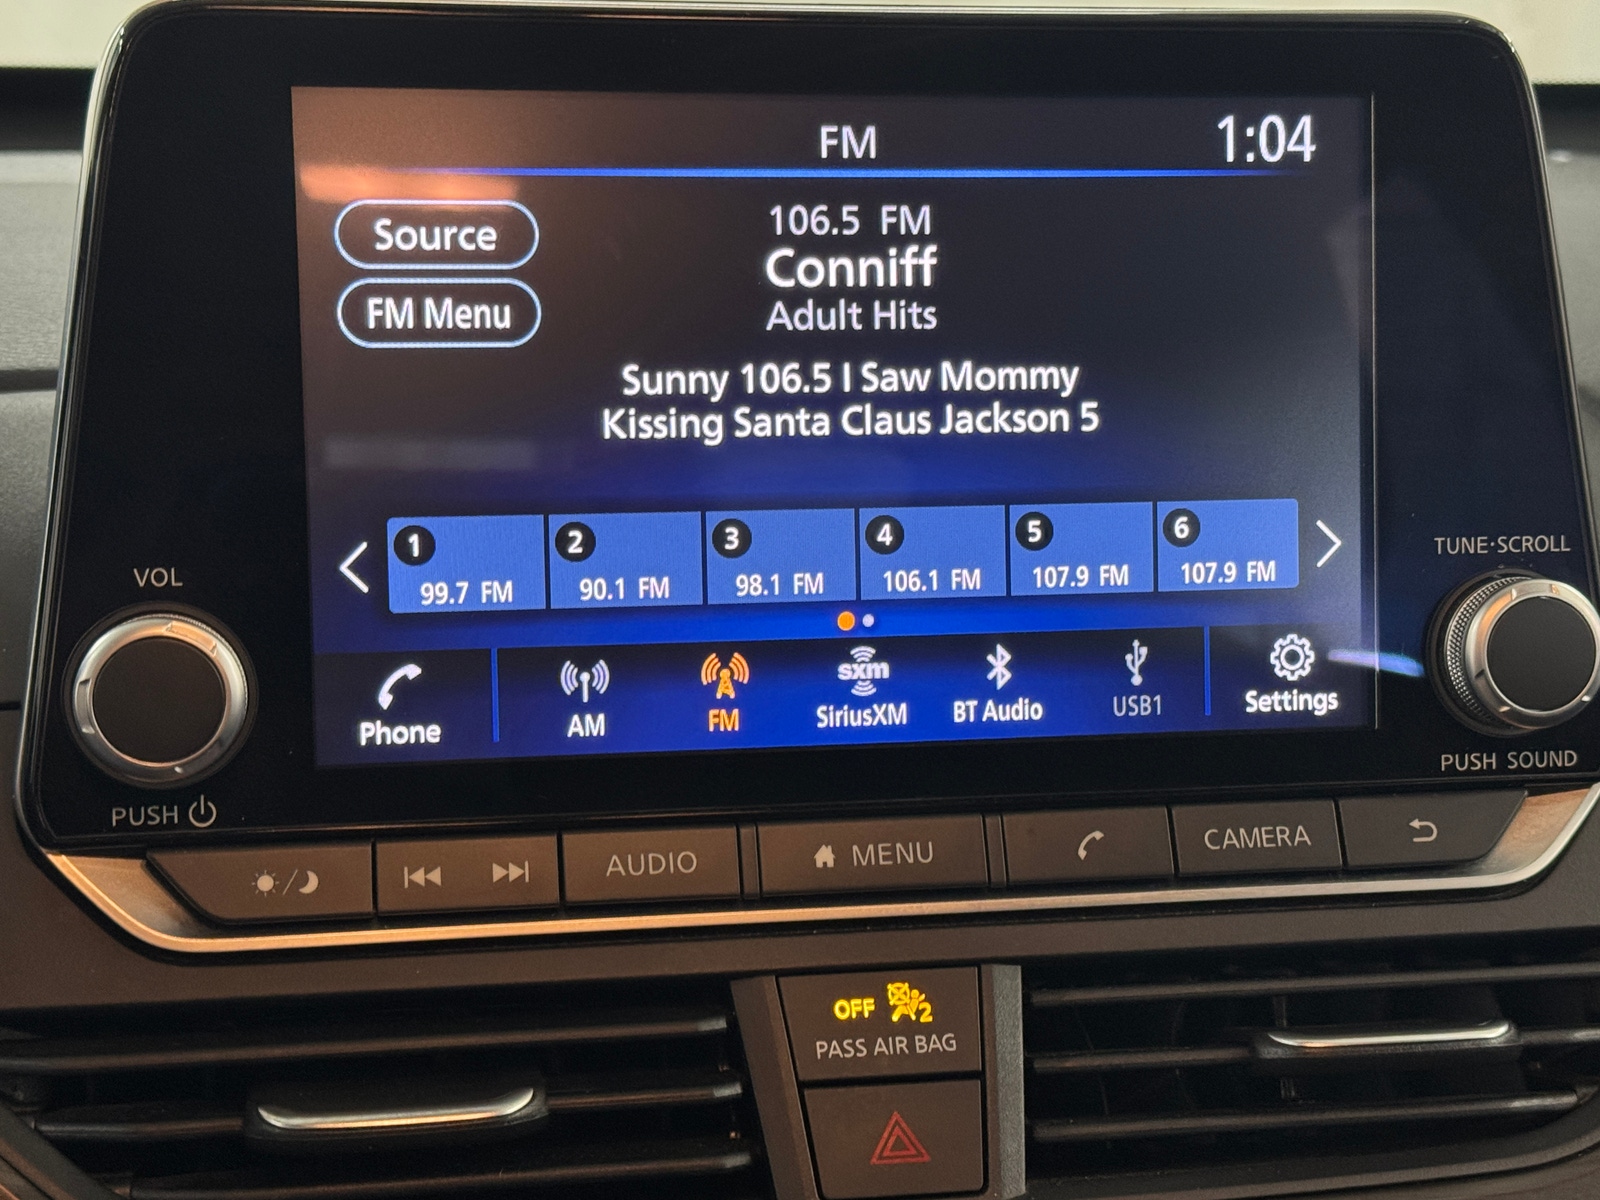 FM
1:04
Source
FM Menu
106.5 FM
Conniff
Adult Hits
Sunny 106.5 I Saw Mommy
Kissing Santa Claus Jackson 5
1
99.7 FM
2
90.1 FM
3
98.1 FM
4
106.1 FM
5
107.9 FM
6
107.9 FM
Phone
AM
FM
sxm
SiriusXM
BT Audio
USB1
Settings
VOL
PUSH
TUNE·SCROLL
PUSH SOUND
AUDIO
MENU
CAMERA
OFF 2
PASS AIR BAG